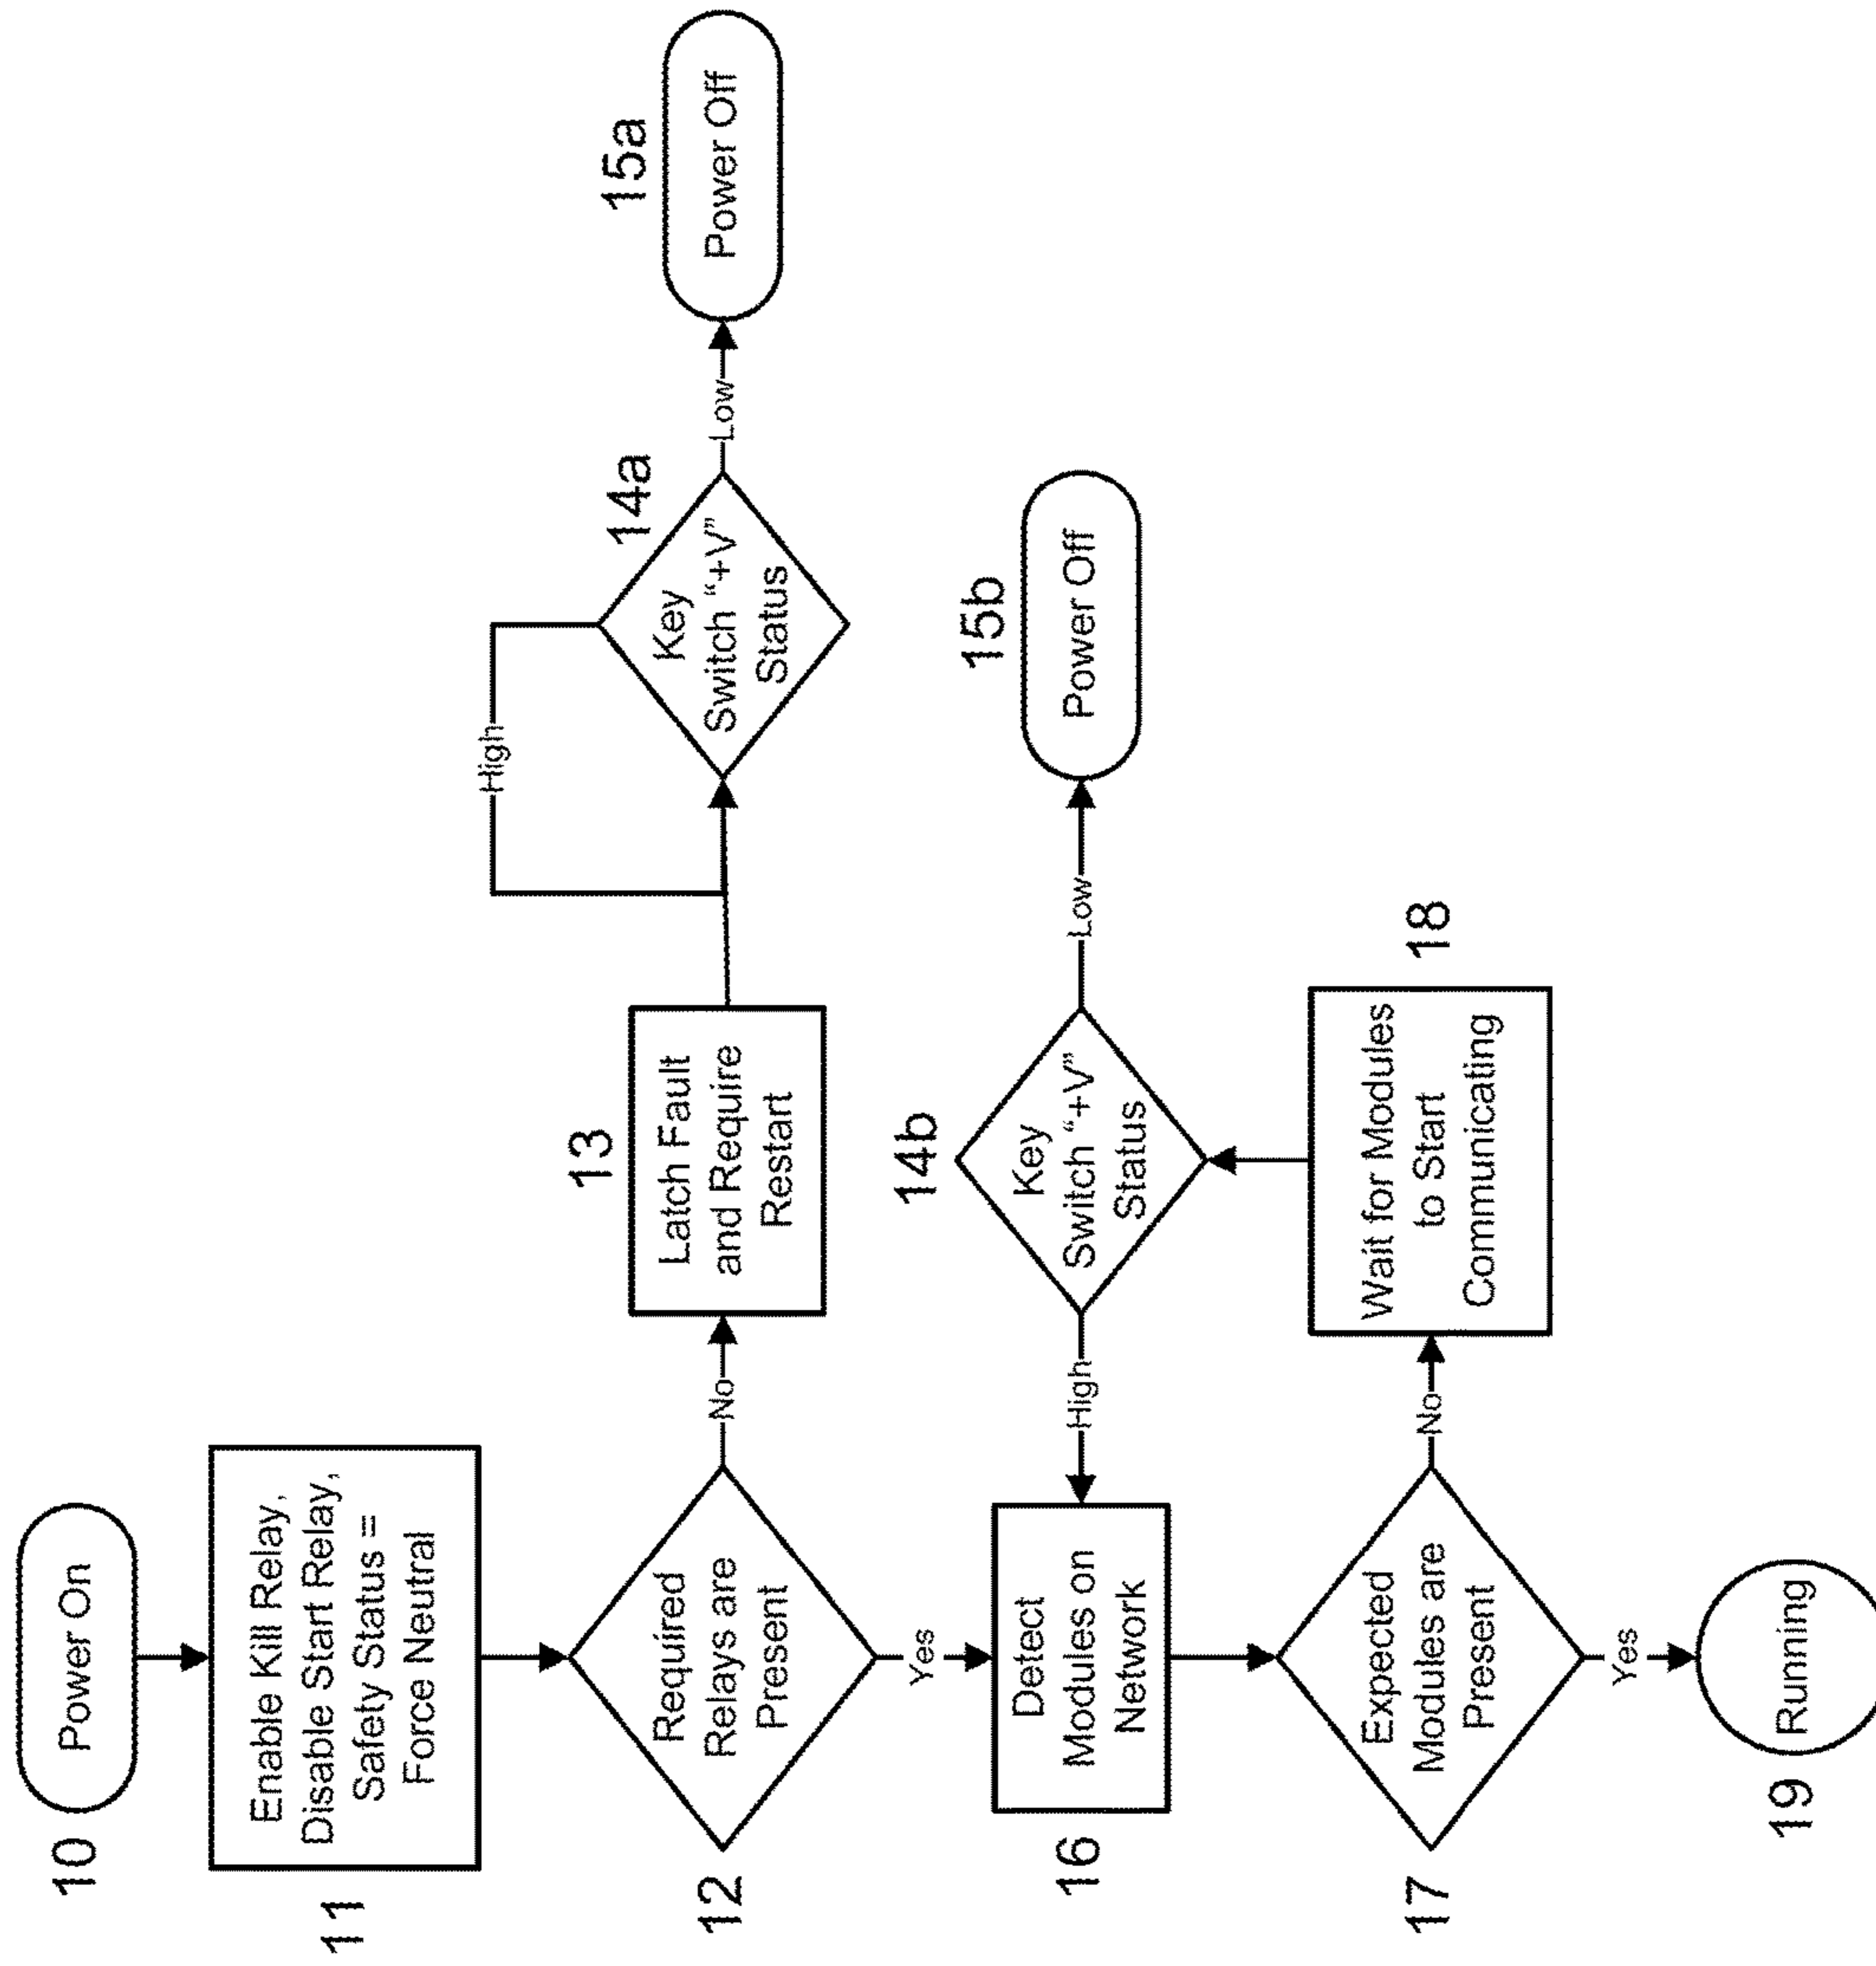 10
Power On
11
Enable Kill Relay,
Disable Start Relay,
Safety Status =
Force Neutral
12
Required
Relays are
Present
No
13
Latch Fault
and Require
Restart
High
14a
Key
Switch “+V”
Status
Low
15a
Power Off
Yes
16
Detect
Modules on
Network
High
14b
Key
Switch “+V”
Status
Low
15b
Power Off
17
Expected
Modules are
Present
No
18
Wait for Modules
to Start
Communicating
Yes
19
Running